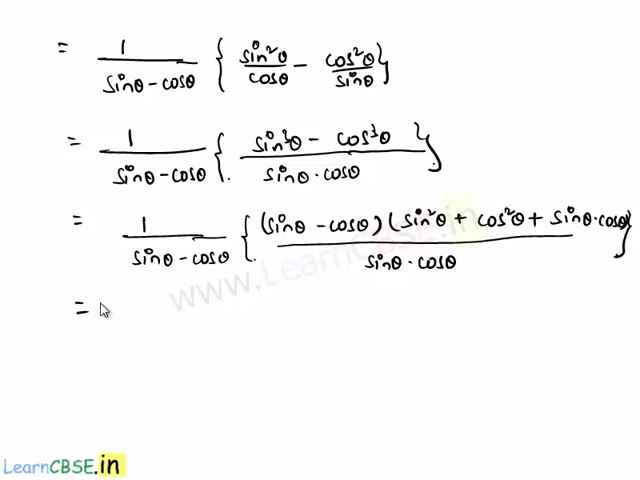 = 1/(sinθ - cosθ) { sin²θ/cosθ - cos²θ/sinθ }
= 1/(sinθ - cosθ) { (sin³θ - cos³θ)/(sinθ · cosθ) }
= 1/(sinθ - cosθ) { (sinθ - cosθ)(sin²θ + cos²θ + sinθ·cosθ)/(sinθ · cosθ) }
www.LearnCBSE.in
=
LearnCBSE.in